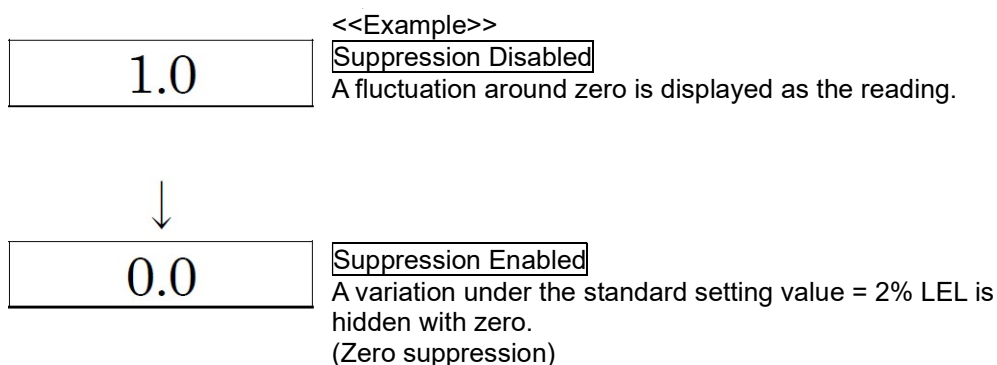 <<Example>>
Suppression Disabled
1.0
A fluctuation around zero is displayed as the reading.
↓
Suppression Enabled
0.0
A variation under the standard setting value = 2% LEL is
hidden with zero.
(Zero suppression)